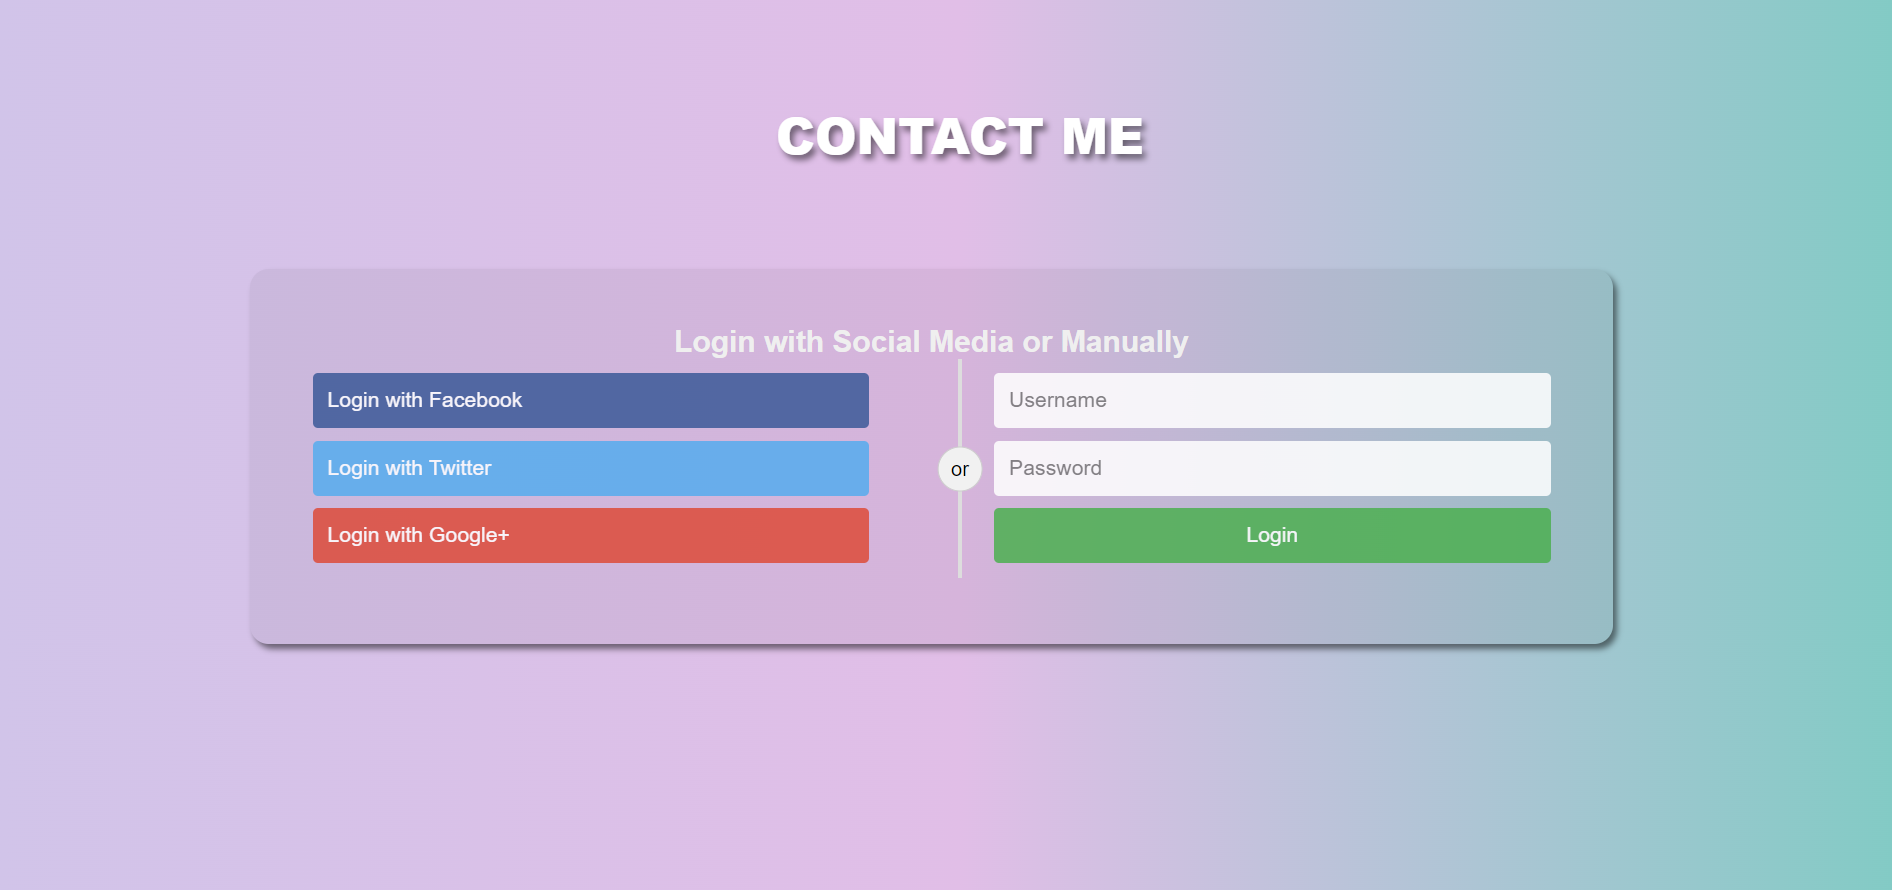 CONTACT ME
Login with Social Media or Manually
Login with Facebook
Login with Twitter
Login with Google+
or
Username
Password
Login